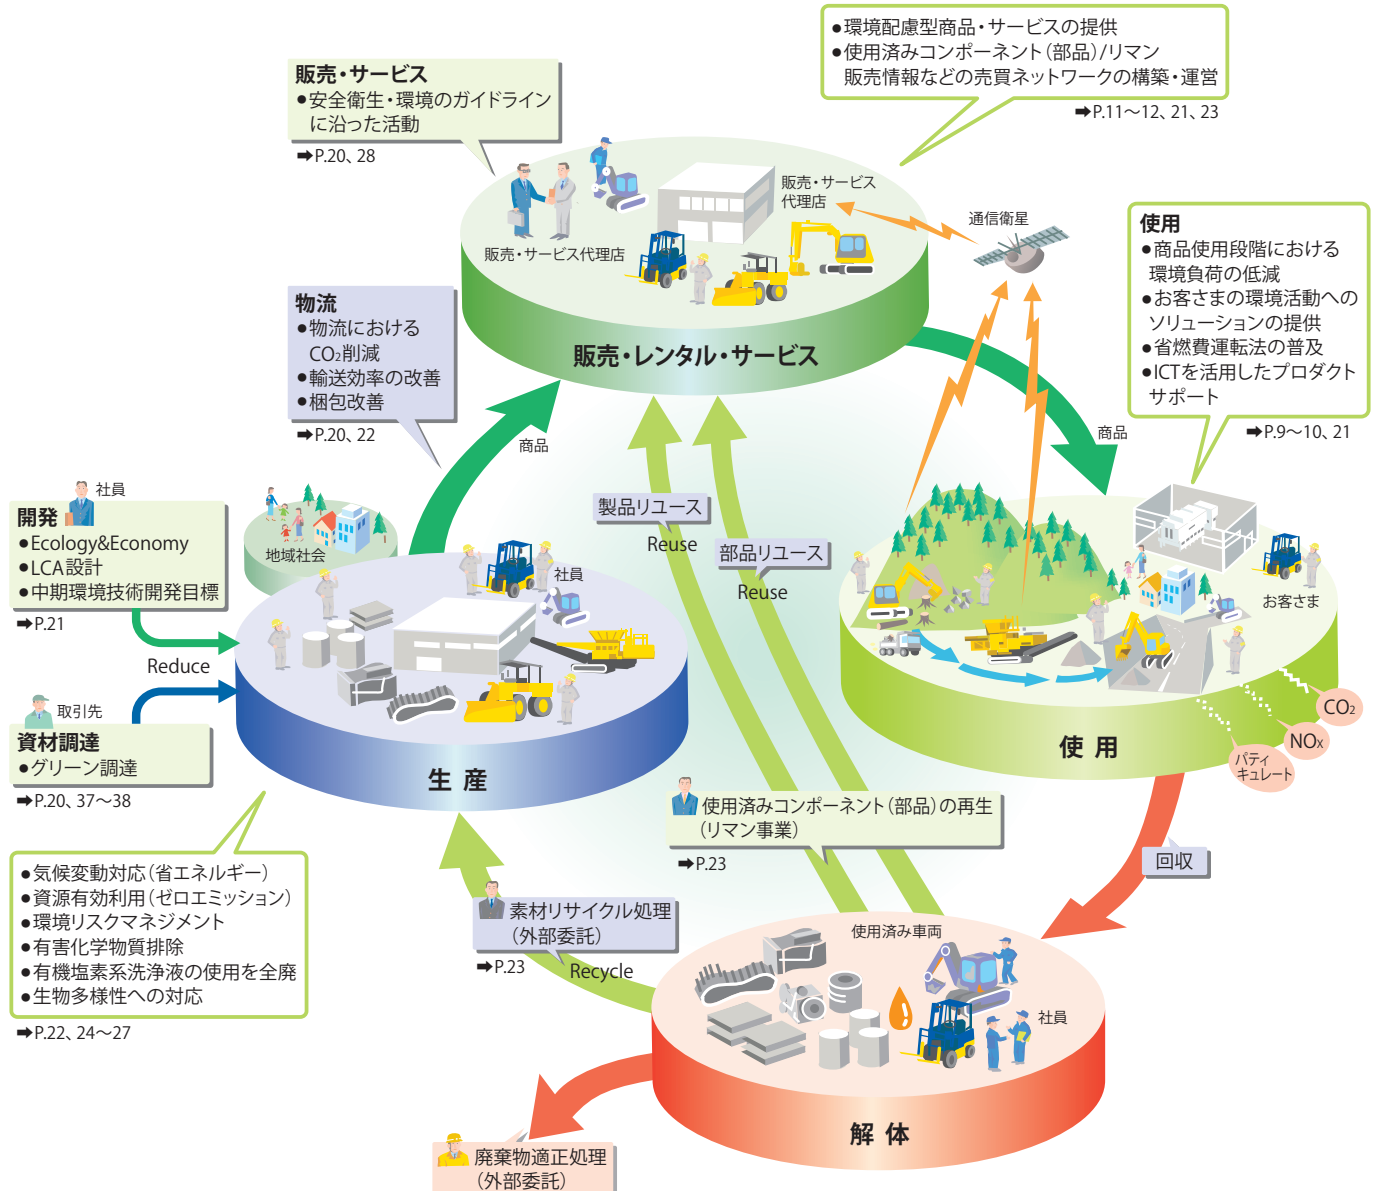 ●環境配慮型商品・サービスの提供
●使用済みコンポーネント（部品）/リマン
販売情報などの売買ネットワークの構築・運営
➡P.11～12、21、23
販売・サービス
●安全衛生・環境のガイドライン
に沿った活動
➡P.20、28
販売・サービス
代理店
販売・サービス代理店
通信衛星
販売・レンタル・サービス
使用
●商品使用段階における
環境負荷の低減
●お客さまの環境活動への
ソリューションの提供
●省燃費運転法の普及
●ICTを活用したプロダクト
サポート
➡P.9～10、21
物流
●物流における
CO₂削減
●輸送効率の改善
●梱包改善
➡P.20、22
商品
商品
社員
開発
●Ecology&Economy
●LCA設計
●中期環境技術開発目標
➡P.21
Reduce
地域社会
社員
製品リユース
Reuse
部品リユース
Reuse
お客さま
取引先
資材調達
●グリーン調達
➡P.20、37～38
生 産
使 用
CO₂
NOx
パティ
キュレート
使用済みコンポーネント（部品）の再生
（リマン事業）
➡P.23
回収
●気候変動対応（省エネルギー）
●資源有効利用（ゼロエミッション）
●環境リスクマネジメント
●有害化学物質排除
●有機塩素系洗浄液の使用を全廃
●生物多様性への対応
➡P.22、24～27
素材リサイクル処理
（外部委託）
➡P.23
Recycle
使用済み車両
社員
解 体
廃棄物適正処理
（外部委託）